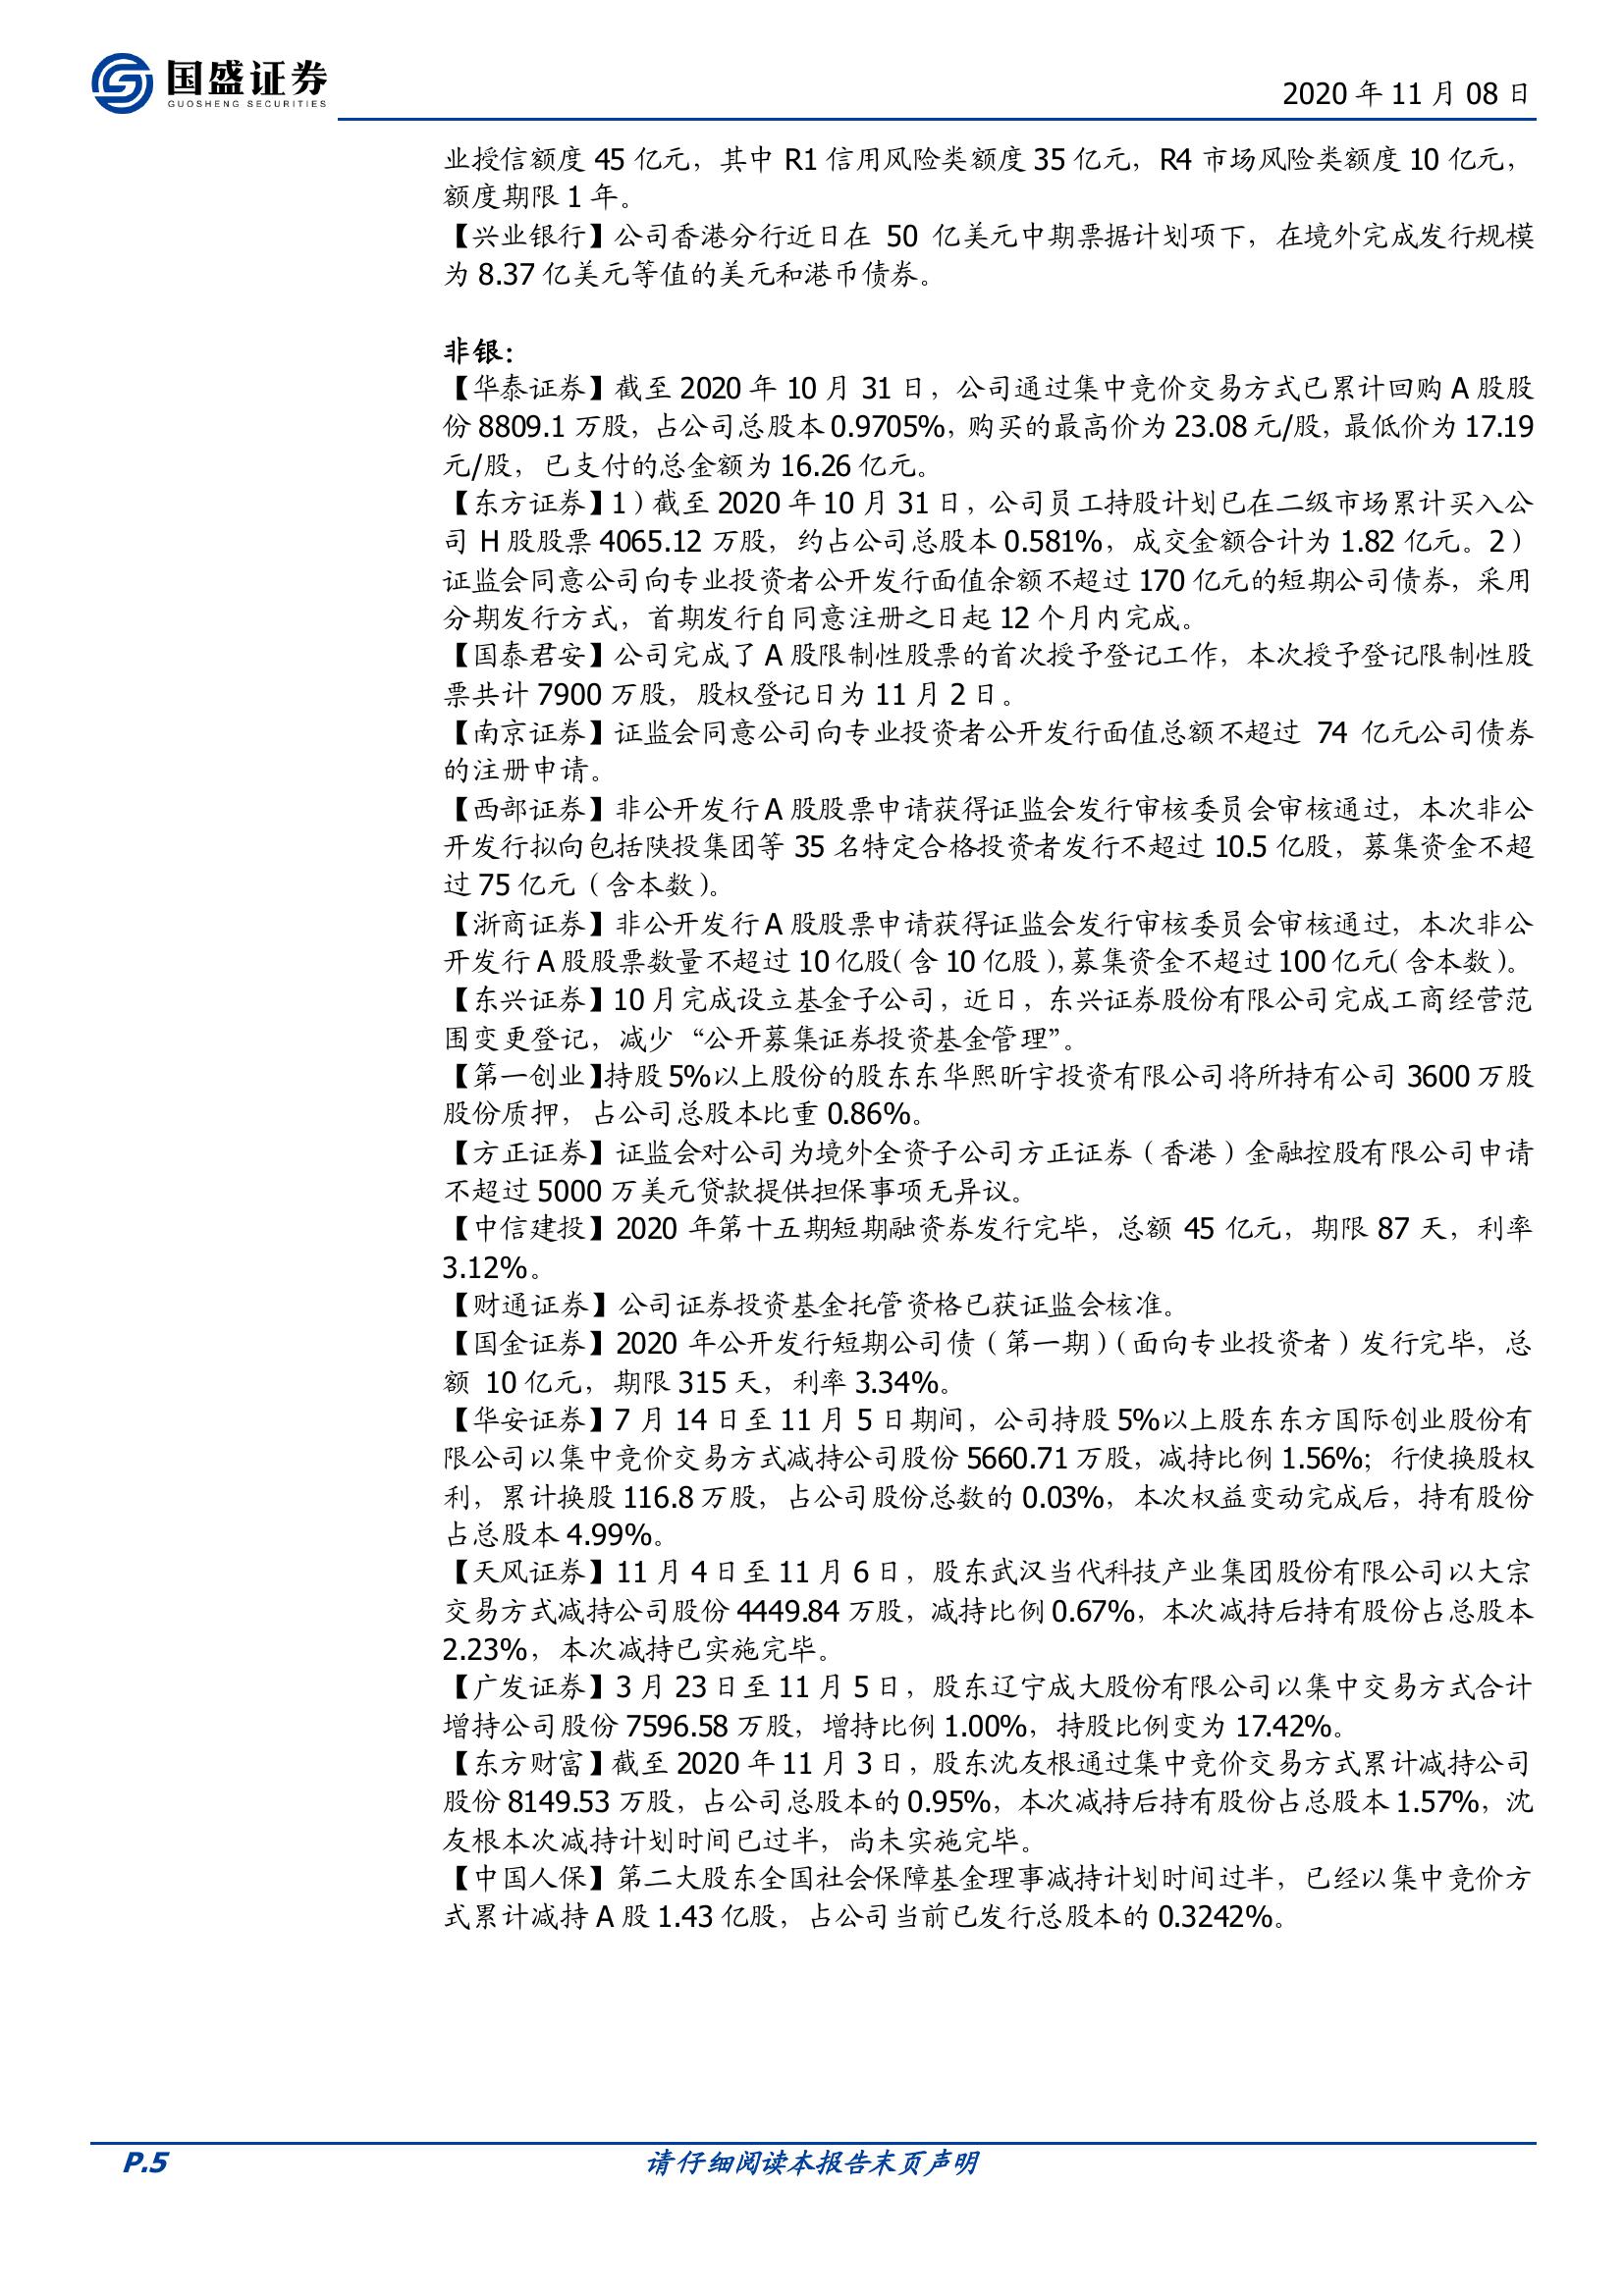 国盛证券
GUOSHENG SECURITIES
2020 年 11 月 08 日
业授信额度 45 亿元，其中 R1 信用风险类额度 35 亿元，R4 市场风险类额度 10 亿元，
额度期限 1 年。
【兴业银行】公司香港分行近日在 50 亿美元中期票据计划项下，在境外完成发行规模
为 8.37 亿美元等值的美元和港币债券。
非银：
【华泰证券】截至 2020 年 10 月 31 日，公司通过集中竞价交易方式已累计回购 A 股股
份 8809.1 万股，占公司总股本 0.9705%，购买的最高价为 23.08 元/股，最低价为 17.19
元/股，已支付的总金额为 16.26 亿元。
【东方证券】1）截至 2020 年 10 月 31 日，公司员工持股计划已在二级市场累计买入公
司 H 股股票 4065.12 万股，约占公司总股本 0.581%，成交金额合计为 1.82 亿元。2）
证监会同意公司向专业投资者公开发行面值余额不超过 170 亿元的短期公司债券，采用
分期发行方式，首期发行自同意注册之日起 12 个月内完成。
【国泰君安】公司完成了 A 股限制性股票的首次授予登记工作，本次授予登记限制性股
票共计 7900 万股，股权登记日为 11 月 2 日。
【南京证券】证监会同意公司向专业投资者公开发行面值总额不超过 74 亿元公司债券
的注册申请。
【西部证券】非公开发行 A 股股票申请获得证监会发行审核委员会审核通过，本次非公
开发行拟向包括陕投集团等 35 名特定合格投资者发行不超过 10.5 亿股，募集资金不超
过 75 亿元（含本数）。
【浙商证券】非公开发行 A 股股票申请获得证监会发行审核委员会审核通过，本次非公
开发行 A 股股票数量不超过 10 亿股（含 10 亿股），募集资金不超过 100 亿元（含本数）。
【东兴证券】10 月完成设立基金子公司，近日，东兴证券股份有限公司完成工商经营范
围变更登记，减少“公开募集证券投资基金管理”。
【第一创业】持股 5%以上股份的股东东华熙昕宇投资有限公司将所持有公司 3600 万股
股份质押，占公司总股本比重 0.86%。
【方正证券】证监会对公司为境外全资子公司方正证券（香港）金融控股有限公司申请
不超过 5000 万美元贷款提供担保事项无异议。
【中信建投】2020 年第十五期短期融资券发行完毕，总额 45 亿元，期限 87 天，利率
3.12%。
【财通证券】公司证券投资基金托管资格已获证监会核准。
【国金证券】2020 年公开发行短期公司债（第一期）（面向专业投资者）发行完毕，总
额 10 亿元，期限 315 天，利率 3.34%。
【华安证券】7 月 14 日至 11 月 5 日期间，公司持股 5%以上股东东方国际创业股份有
限公司以集中竞价交易方式减持公司股份 5660.71 万股，减持比例 1.56%；行使换股权
利，累计换股 116.8 万股，占公司股份总数的 0.03%，本次权益变动完成后，持有股份
占总股本 4.99%。
【天风证券】11 月 4 日至 11 月 6 日，股东武汉当代科技产业集团股份有限公司以大宗
交易方式减持公司股份 4449.84 万股，减持比例 0.67%，本次减持后持有股份占总股本
2.23%，本次减持已实施完毕。
【广发证券】3 月 23 日至 11 月 5 日，股东辽宁成大股份有限公司以集中交易方式合计
增持公司股份 7596.58 万股，增持比例 1.00%，持股比例变为 17.42%。
【东方财富】截至 2020 年 11 月 3 日，股东沈友根通过集中竞价交易方式累计减持公司
股份 8149.53 万股，占公司总股本的 0.95%，本次减持后持有股份占总股本 1.57%，沈
友根本次减持计划时间已过半，尚未实施完毕。
【中国人保】第二大股东全国社会保障基金理事减持计划时间过半，已经以集中竞价方
式累计减持 A 股 1.43 亿股，占公司当前已发行总股本的 0.3242%。
P.5
请仔细阅读本报告末页声明